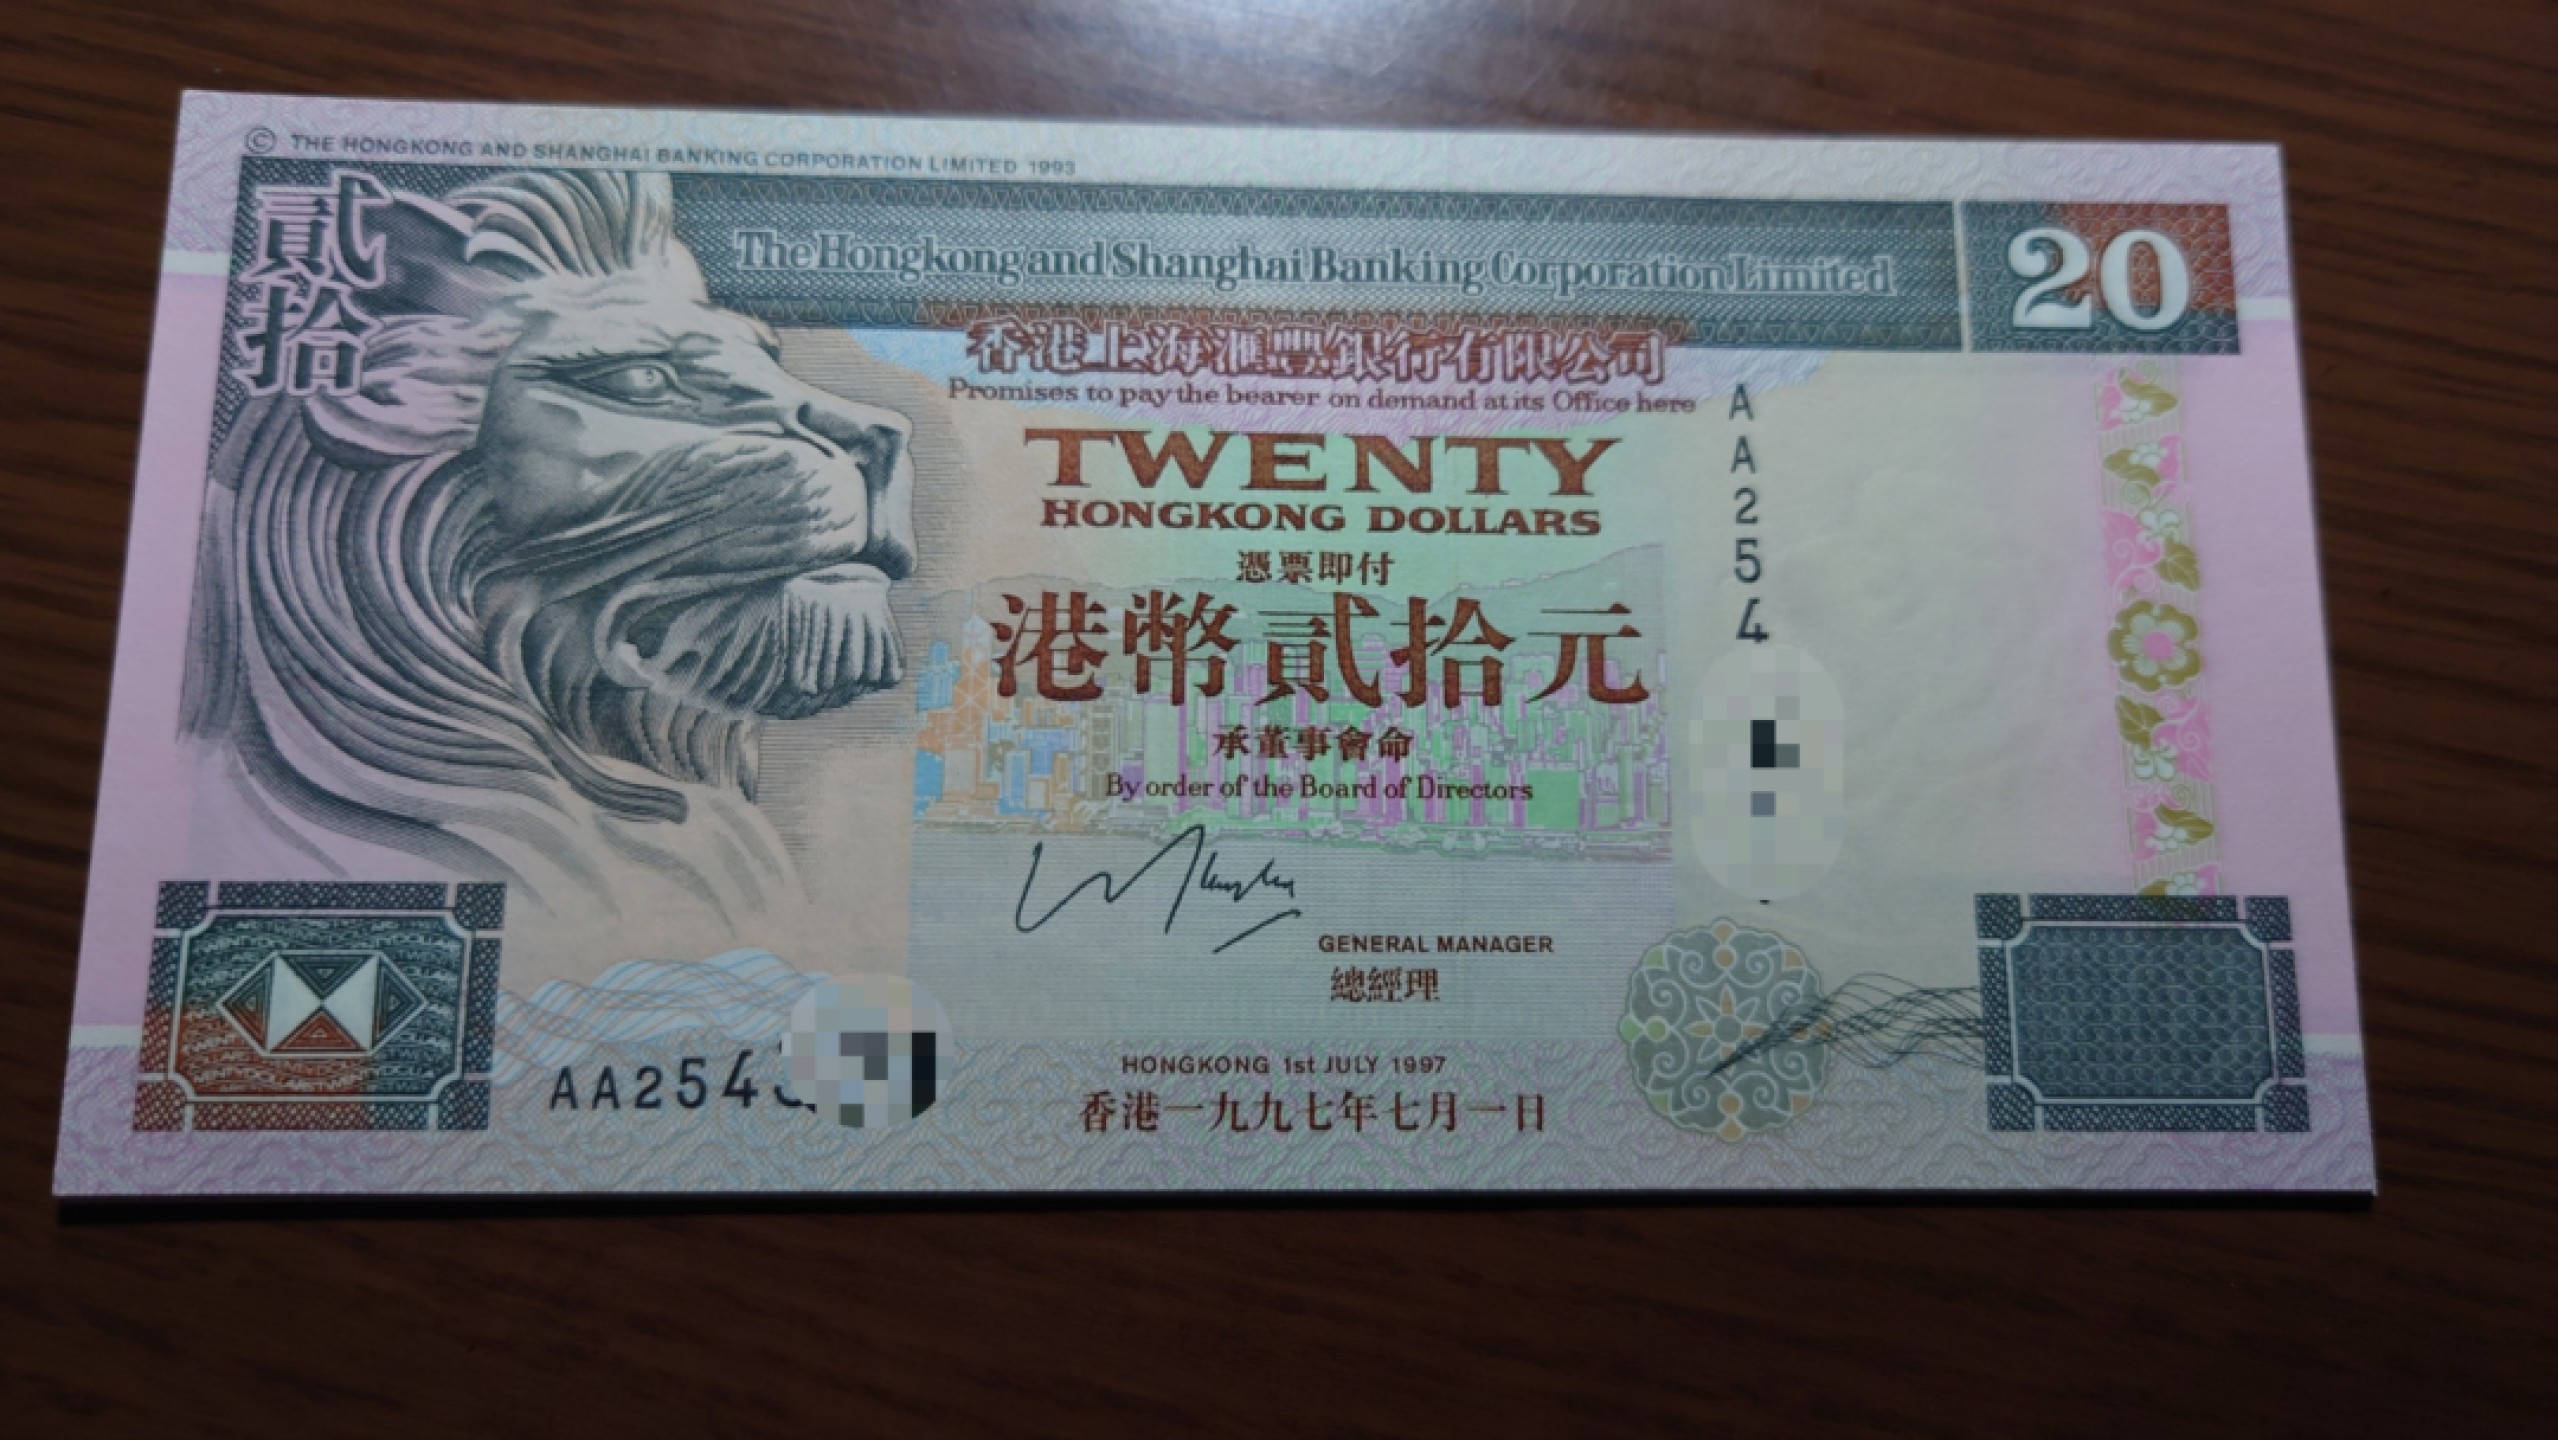 © THE HONGKONG AND SHANGHAI BANKING CORPORATION LIMITED 1993
貳拾
The Hongkong and Shanghai Banking Corporation Limited
20
香港上海滙豐銀行有限公司
Promises to pay the bearer on demand at its Office here
TWENTY
HONGKONG DOLLARS
憑票即付
港幣貳拾元
承董事會命
By order of the Board of Directors
AA254
GENERAL MANAGER
總經理
AA254
HONGKONG 1st JULY 1997
香港一九九七年七月一日